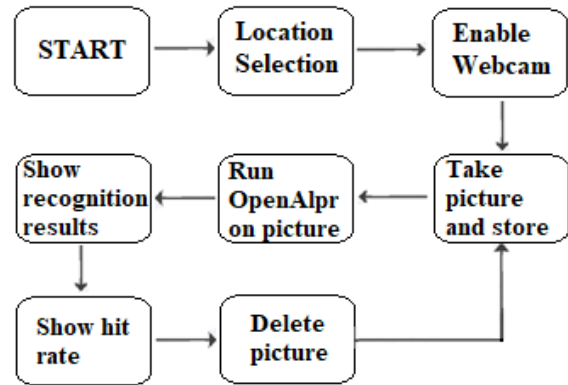 START
Location
Selection
Enable
Webcam
Take
picture
and store
Run
OpenAlpr
on picture
Show
recognition
results
Show hit
rate
Delete
picture